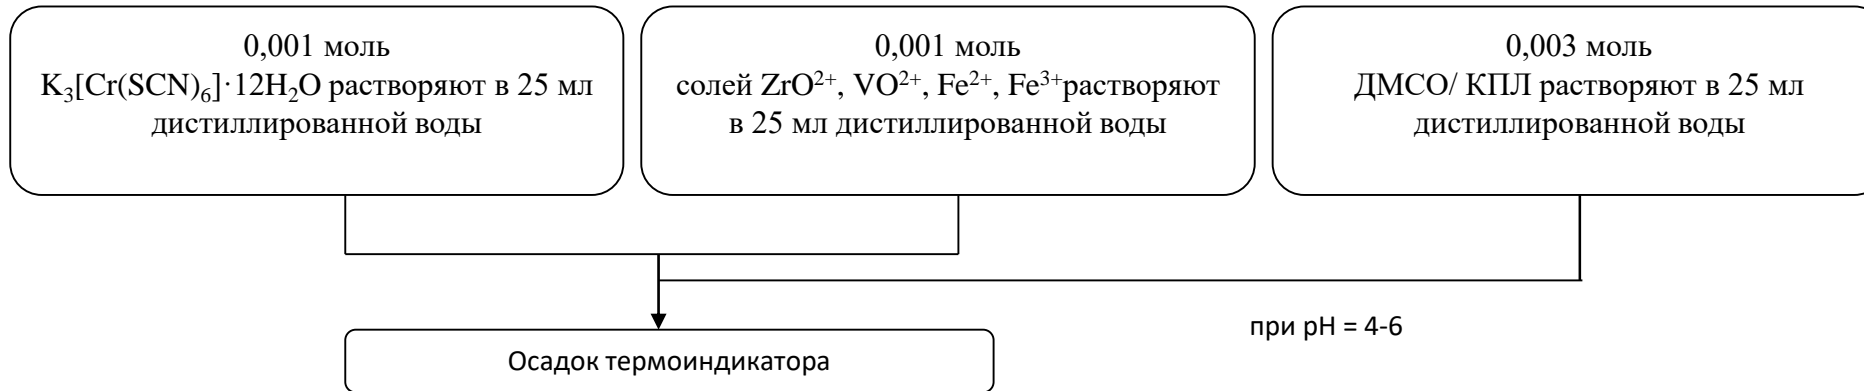 0,001 моль
K₃[Cr(SCN)₆]·12H₂O растворяют в 25 мл
дистиллированной воды
0,001 моль
солей ZrO²⁺, VO²⁺, Fe²⁺, Fe³⁺растворяют
в 25 мл дистиллированной воды
0,003 моль
ДМСО/ КПЛ растворяют в 25 мл
дистиллированной воды
при pH = 4-6
Осадок термоиндикатора